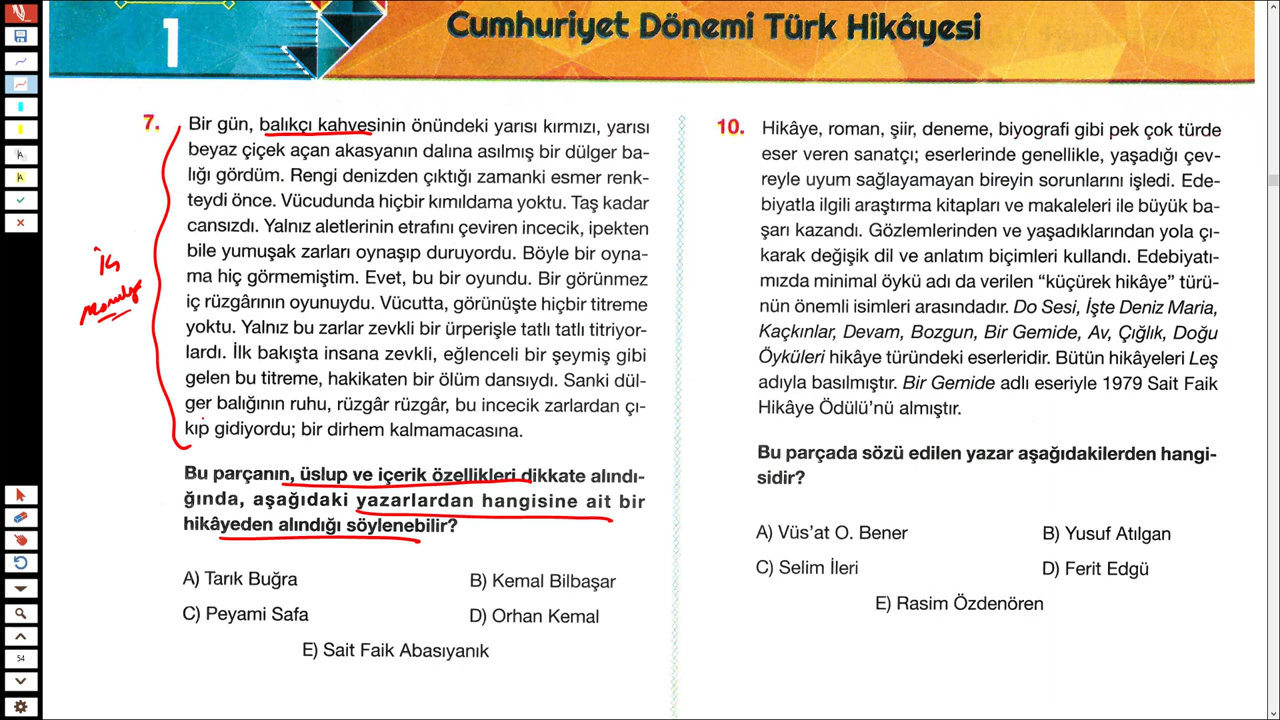 1
Cumhuriyet Dönemi Türk Hikâyesi
7.
Bir gün, balıkçı kahvesinin önündeki yarısı kırmızı, yarısı
beyaz çiçek açan akasyanın dalına asılmış bir dülger ba-
lığı gördüm. Rengi denizden çıktığı zamanki esmer renk-
teydi önce. Vücudunda hiçbir kımıldama yoktu. Taş kadar
cansızdı. Yalnız aletlerinin etrafını çeviren incecik, ipekten
bile yumuşak zarları oynaşıp duruyordu. Böyle bir oyna-
ma hiç görmemiştim. Evet, bu bir oyundu. Bir görünmez
iç rüzgârının oyunuydu. Vücutta, görünüşte hiçbir titreme
yoktu. Yalnız bu zarlar zevkli bir ürperişle tatlı tatlı titriyor-
lardı. İlk bakışta insana zevkli, eğlenceli bir şeymiş gibi
gelen bu titreme, hakikaten bir ölüm dansıydı. Sanki dül-
ger balığının ruhu, rüzgâr rüzgâr, bu incecik zarlardan çı-
kıp gidiyordu; bir dirhem kalmamacasına.
Bu parçanın, üslup ve içerik özellikleri dikkate alındı-
ğında, aşağıdaki yazarlardan hangisine ait bir
hikâyeden alındığı söylenebilir?
A) Tarık Buğra
B) Kemal Bilbaşar
C) Peyami Safa
D) Orhan Kemal
E) Sait Faik Abasıyanık
10.
Hikâye, roman, şiir, deneme, biyografi gibi pek çok türde
eser veren sanatçı; eserlerinde genellikle, yaşadığı çev-
reyle uyum sağlayamayan bireyin sorunlarını işledi. Ede-
biyatla ilgili araştırma kitapları ve makaleleri ile büyük ba-
şarı kazandı. Gözlemlerinden ve yaşadıklarından yola çı-
karak değişik dil ve anlatım biçimleri kullandı. Edebiyatı-
mızda minimal öykü adı da verilen “küçürek hikâye” türü-
nün önemli isimleri arasındadır. Do Sesi, İşte Deniz Maria,
Kaçkınlar, Devam, Bozgun, Bir Gemide, Av, Çığlık, Doğu
Öyküleri hikâye türündeki eserleridir. Bütün hikâyeleri Leş
adıyla basılmıştır. Bir Gemide adlı eseriyle 1979 Sait Faik
Hikâye Ödülü’nü almıştır.
Bu parçada sözü edilen yazar aşağıdakilerden hangi-
sidir?
A) Vüs’at O. Bener
B) Yusuf Atılgan
C) Selim İleri
D) Ferit Edgü
E) Rasim Özdenören
54